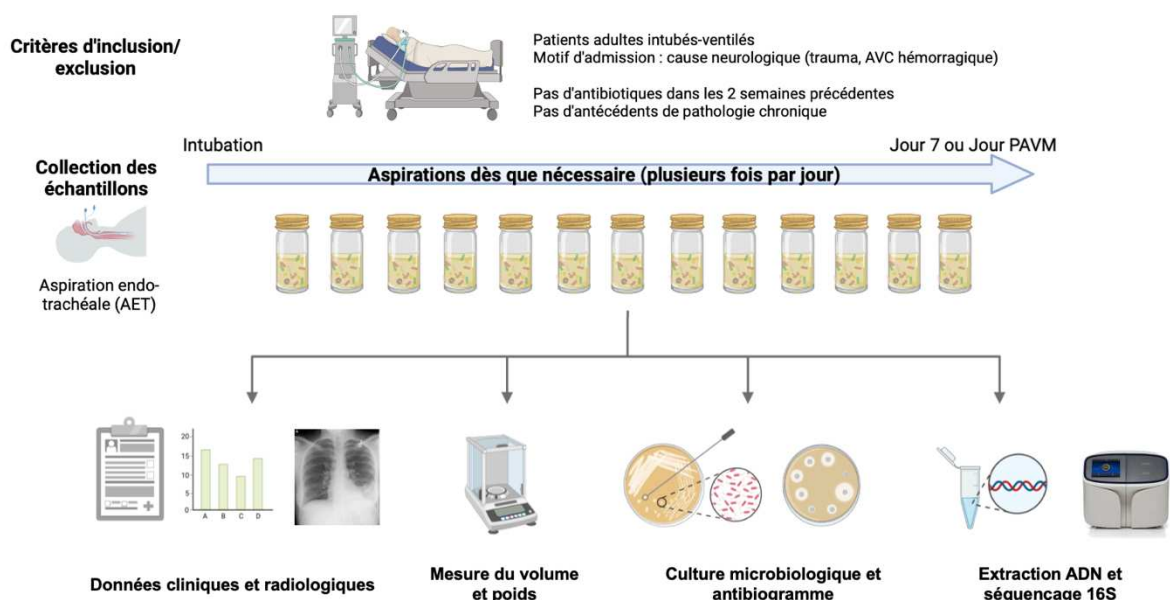 Critères d'inclusion/
exclusion
Patients adultes intubés-ventilés
Motif d'admission : cause neurologique (trauma, AVC hémorragique)
Pas d'antibiotiques dans les 2 semaines précédentes
Pas d'antécédents de pathologie chronique
Intubation
Jour 7 ou Jour PAVM
Collection des
échantillons
Aspirations dès que nécessaire (plusieurs fois par jour)
Aspiration endo-
trachéale (AET)
20
15
10
5
A B C D
Données cliniques et radiologiques
Mesure du volume
et poids
Culture microbiologique et
antibiogramme
Extraction ADN et
séquençage 16S